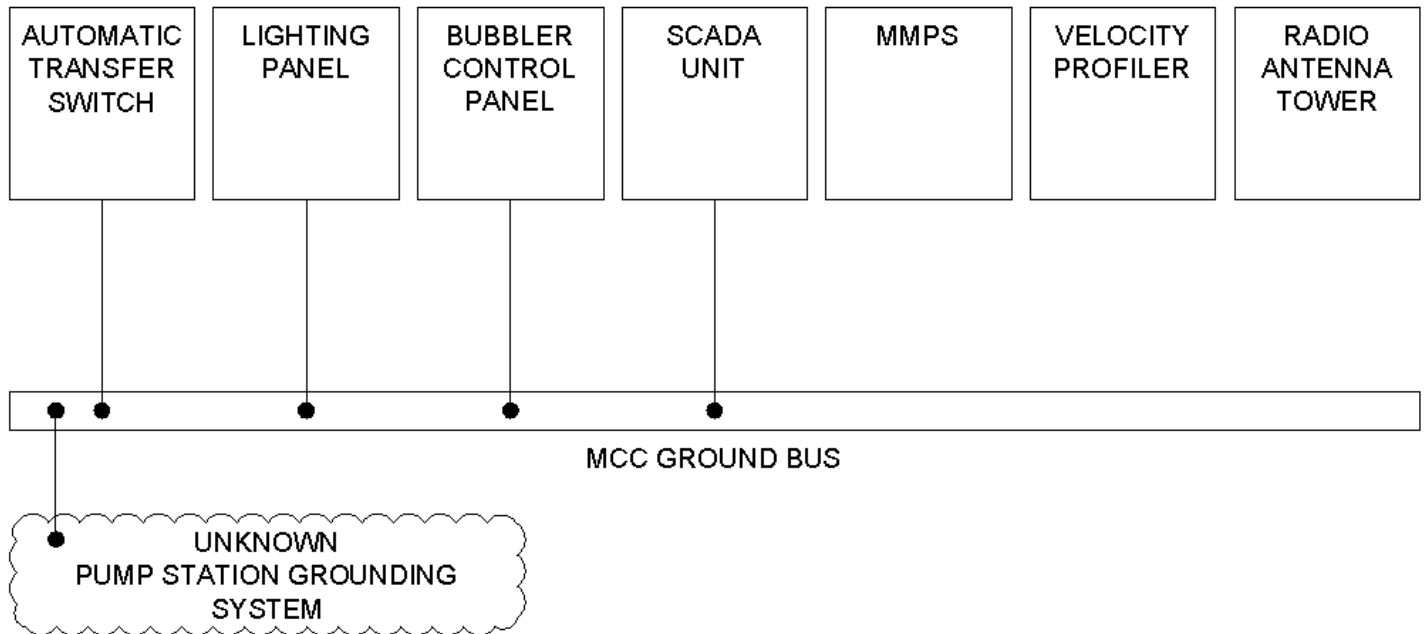 AUTOMATIC
TRANSFER
SWITCH
LIGHTING
PANEL
BUBBLER
CONTROL
PANEL
SCADA
UNIT
MMPS
VELOCITY
PROFILER
RADIO
ANTENNA
TOWER
MCC GROUND BUS
UNKNOWN
PUMP STATION GROUNDING
SYSTEM